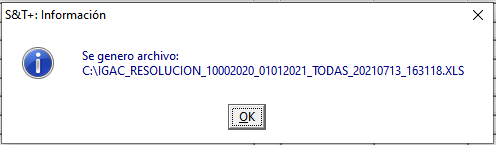 S&T+: Información
Se genero archivo:
C:\IGAC_RESOLUCION_10002020_01012021_TODAS_20210713_163118.XLS
OK